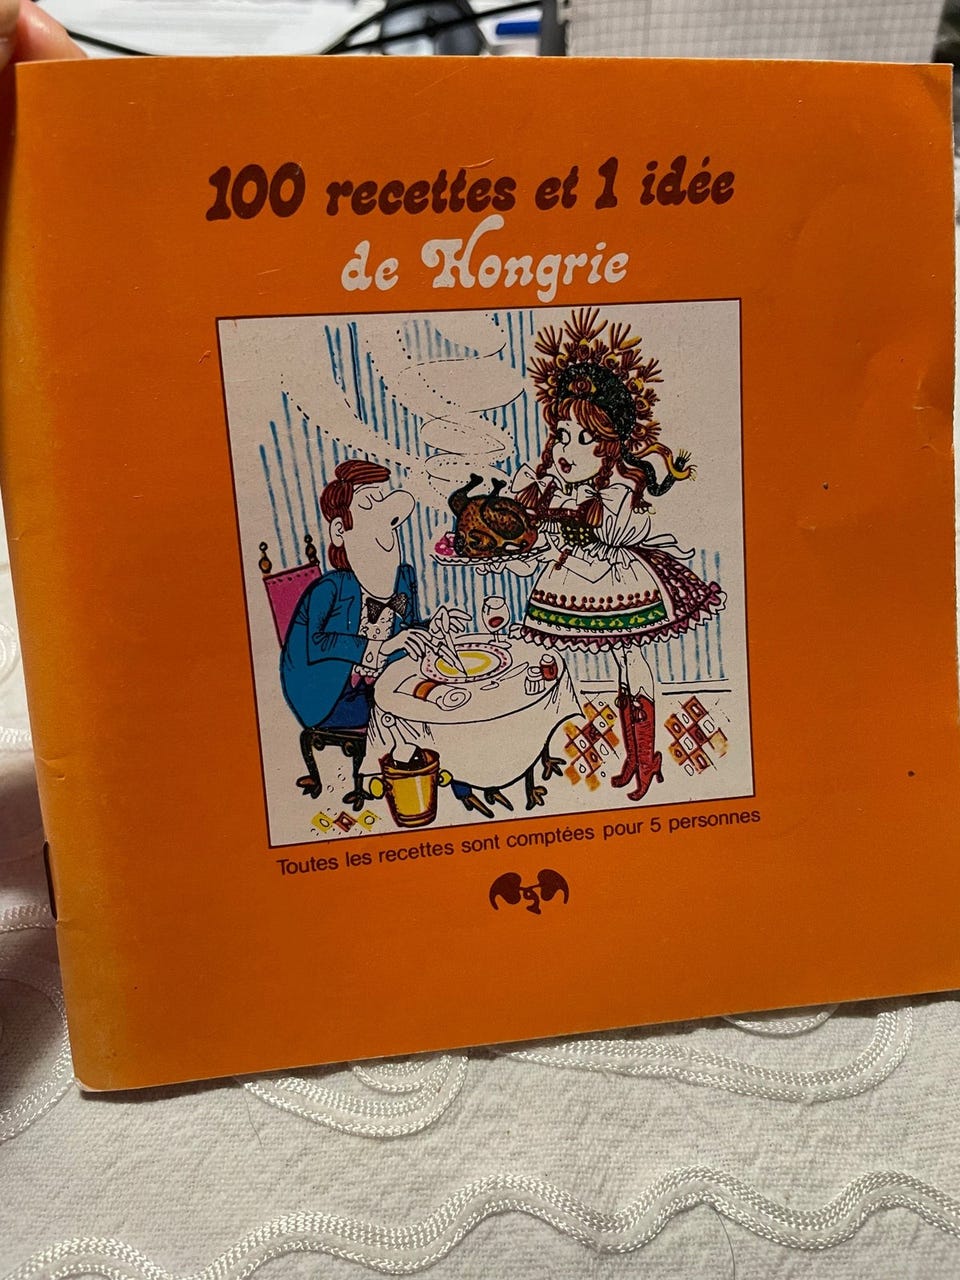 100 recettes et 1 idée
de Hongrie
Toutes les recettes sont comptées pour 5 personnes